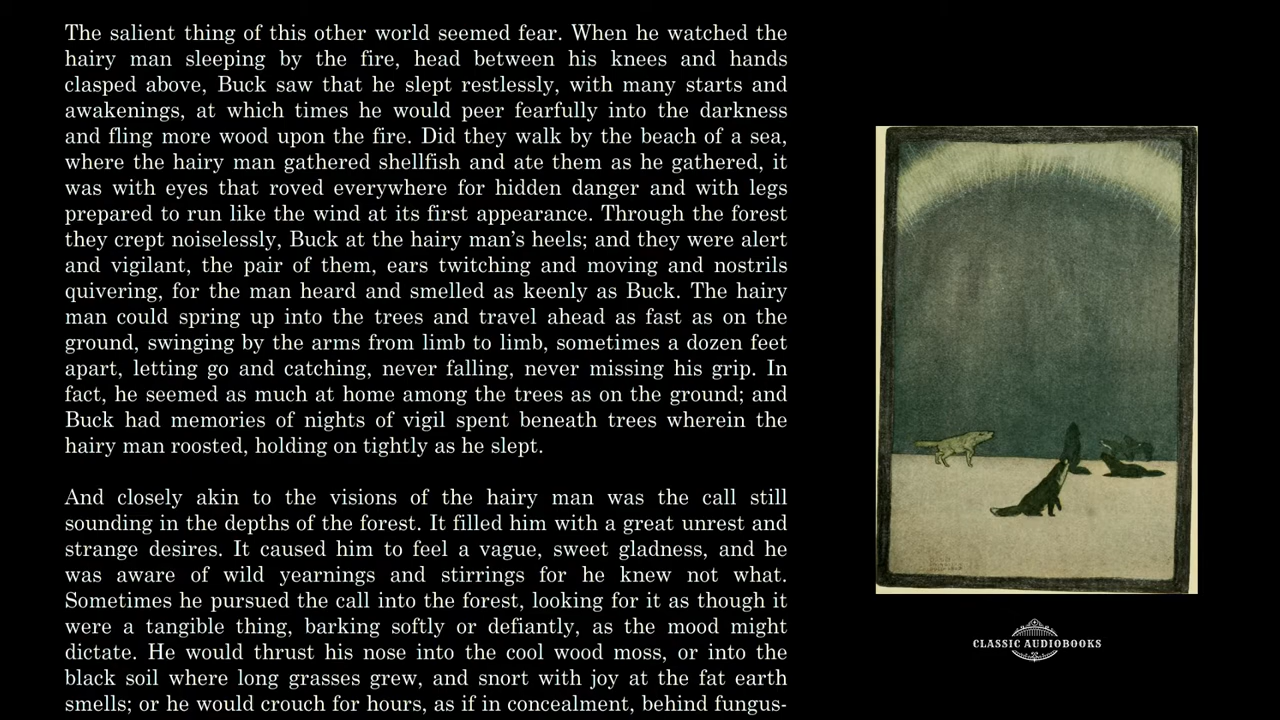 The salient thing of this other world seemed fear. When he watched the
hairy man sleeping by the fire, head between his knees and hands
clasped above, Buck saw that he slept restlessly, with many starts and
awakenings, at which times he would peer fearfully into the darkness
and fling more wood upon the fire. Did they walk by the beach of a sea,
where the hairy man gathered shellfish and ate them as he gathered, it
was with eyes that roved everywhere for hidden danger and with legs
prepared to run like the wind at its first appearance. Through the forest
they crept noiselessly, Buck at the hairy man’s heels; and they were alert
and vigilant, the pair of them, ears twitching and moving and nostrils
quivering, for the man heard and smelled as keenly as Buck. The hairy
man could spring up into the trees and travel ahead as fast as on the
ground, swinging by the arms from limb to limb, sometimes a dozen feet
apart, letting go and catching, never falling, never missing his grip. In
fact, he seemed as much at home among the trees as on the ground; and
Buck had memories of nights of vigil spent beneath trees wherein the
hairy man roosted, holding on tightly as he slept.
And closely akin to the visions of the hairy man was the call still
sounding in the depths of the forest. It filled him with a great unrest and
strange desires. It caused him to feel a vague, sweet gladness, and he
was aware of wild yearnings and stirrings for he knew not what.
Sometimes he pursued the call into the forest, looking for it as though it
were a tangible thing, barking softly or defiantly, as the mood might
dictate. He would thrust his nose into the cool wood moss, or into the
black soil where long grasses grew, and snort with joy at the fat earth
smells; or he would crouch for hours, as if in concealment, behind fungus-
CLASSIC AUDIOBOOKS